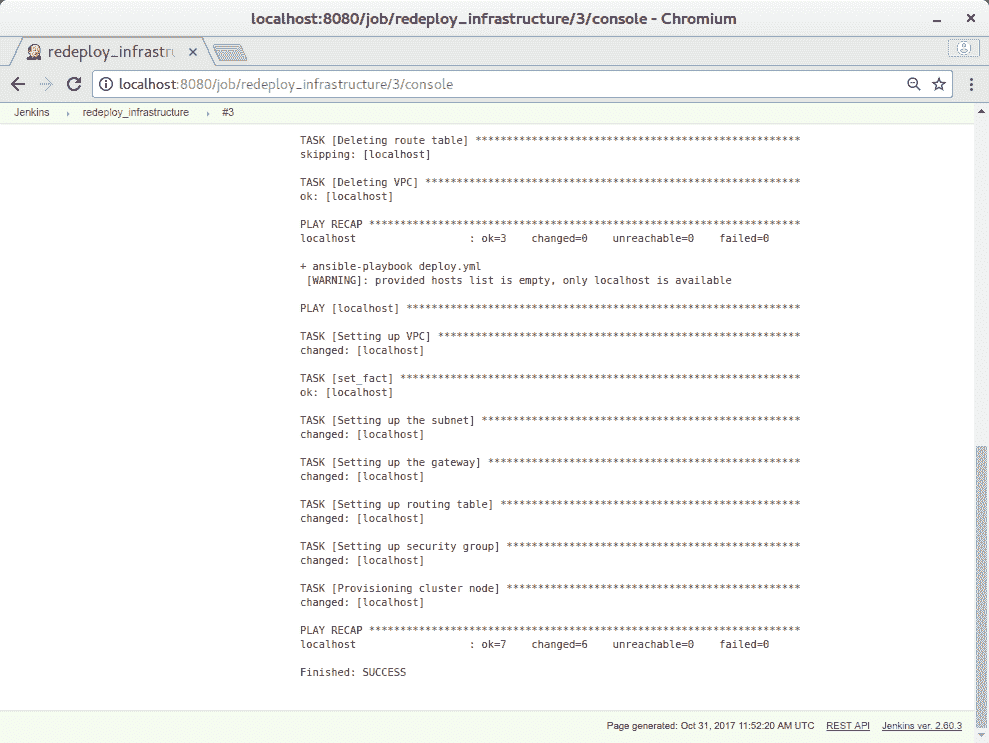 localhost:8080/job/redeploy_infrastructure/3/console - Chromium
redeploy_infrastru
localhost:8080/job/redeploy_infrastructure/3/console
Jenkins redeploy_infrastructure #3
TASK [Deleting route table] ****************************************************
skipping: [localhost]
TASK [Deleting VPC] ************************************************************
ok: [localhost]
PLAY RECAP *********************************************************************
localhost : ok=3 changed=0 unreachable=0 failed=0
+ ansible-playbook deploy.yml
[WARNING]: provided hosts list is empty, only localhost is available
PLAY [localhost] ***************************************************************
TASK [Setting up VPC] **********************************************************
changed: [localhost]
TASK [set_fact] ****************************************************************
ok: [localhost]
TASK [Setting up the subnet] ***************************************************
changed: [localhost]
TASK [Setting up the gateway] **************************************************
changed: [localhost]
TASK [Setting up routing table] ************************************************
changed: [localhost]
TASK [Setting up security group] ***********************************************
changed: [localhost]
TASK [Provisioning cluster node] ***********************************************
changed: [localhost]
PLAY RECAP *********************************************************************
localhost : ok=7 changed=6 unreachable=0 failed=0
Finished: SUCCESS
Page generated: Oct 31, 2017 11:52:20 AM UTC REST API Jenkins ver. 2.60.3